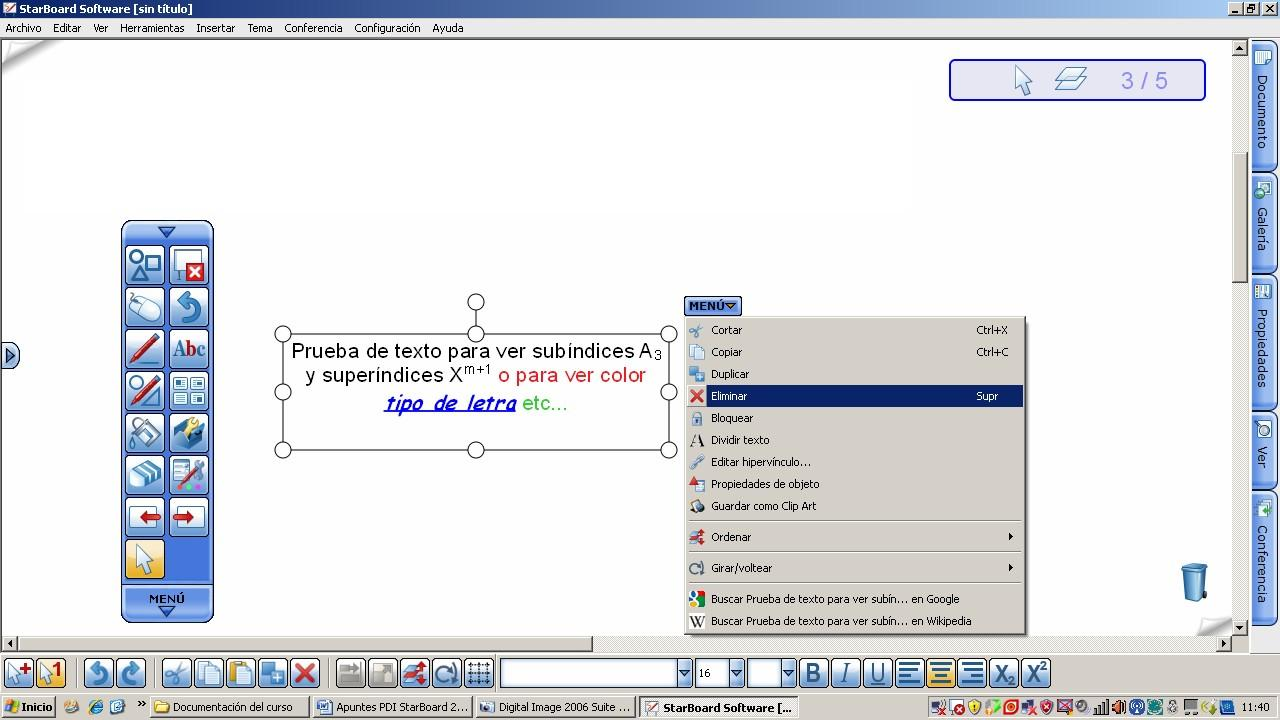 StarBoard Software [sin título]
Archivo Editar Ver Herramientas Insertar Tema Conferencia Configuración Ayuda
3 / 5
Documento
Galería
Propiedades
Ver
Conferencia
Abc
MENÚ
Prueba de texto para ver subíndices A₃
y superíndices Xᵐ⁺¹ o para ver color
tipo de letra etc...
MENÚ
Cortar Ctrl+X
Copiar Ctrl+C
Duplicar
Eliminar Supr
Bloquear
Dividir texto
Editar hipervínculo...
Propiedades de objeto
Guardar como Clip Art
Ordenar
Girar/voltear
Buscar Prueba de texto para ver subín... en Google
W Buscar Prueba de texto para ver subín... en Wikipedia
1 16 B I U X₂ X²
Inicio » Documentación del curso Apuntes PDI StarBoard 2... Digital Image 2006 Suite ... StarBoard Software [... 11:40